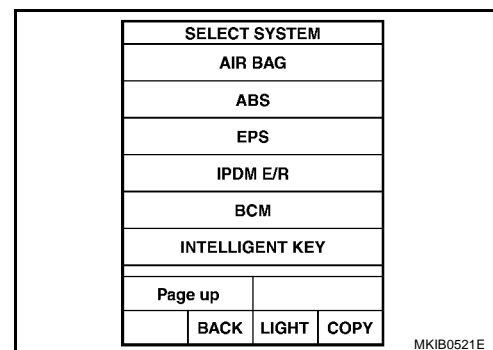 SELECT SYSTEM
AIR BAG
ABS
EPS
IPDM E/R
BCM
INTELLIGENT KEY
Page up
BACK LIGHT COPY
MKIB0521E